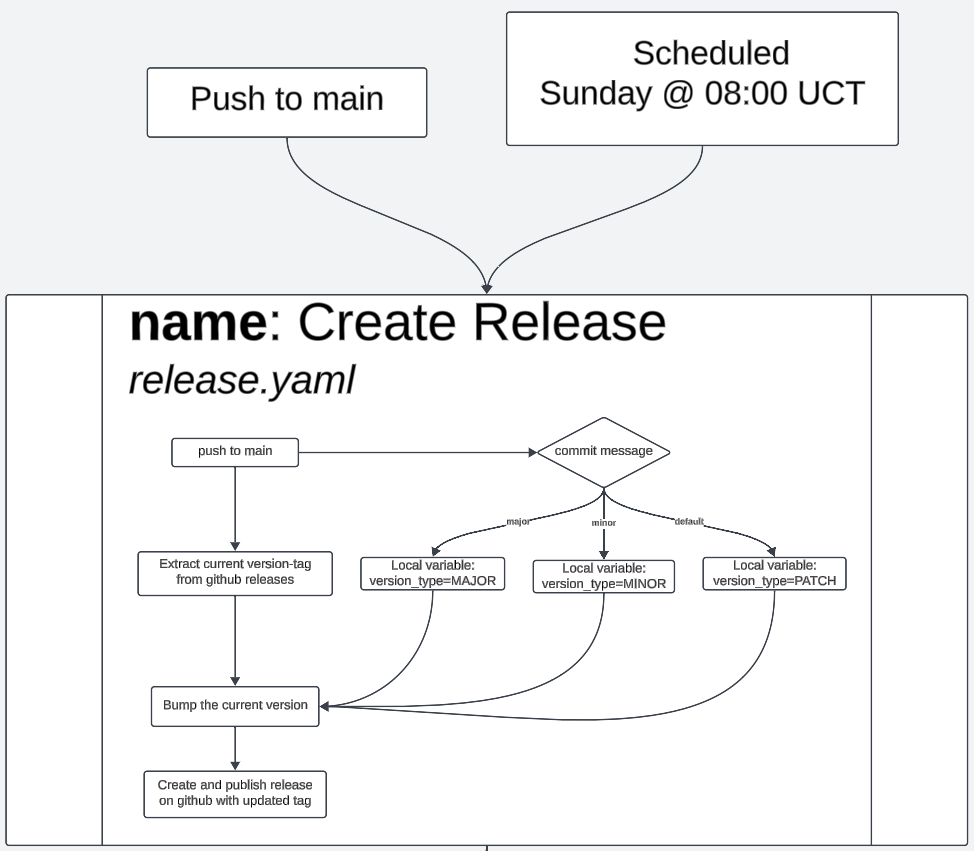 Push to main
Scheduled
Sunday @ 08:00 UCT
name: Create Release
release.yaml
push to main
commit message
major
minor
default
Extract current version-tag
from github releases
Local variable:
version_type=MAJOR
Local variable:
version_type=MINOR
Local variable:
version_type=PATCH
Bump the current version
Create and publish release
on github with updated tag